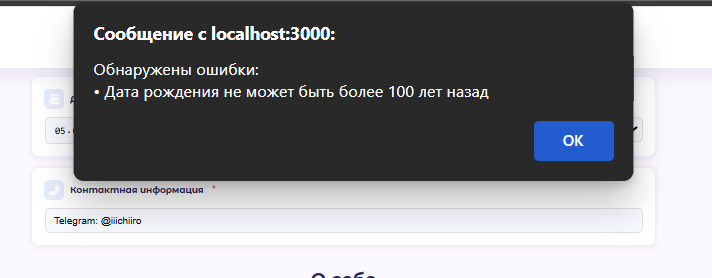 Сообщение с localhost:3000:
Обнаружены ошибки:
• Дата рождения не может быть более 100 лет назад
OK
Контактная информация *
Telegram: @iiichiiro